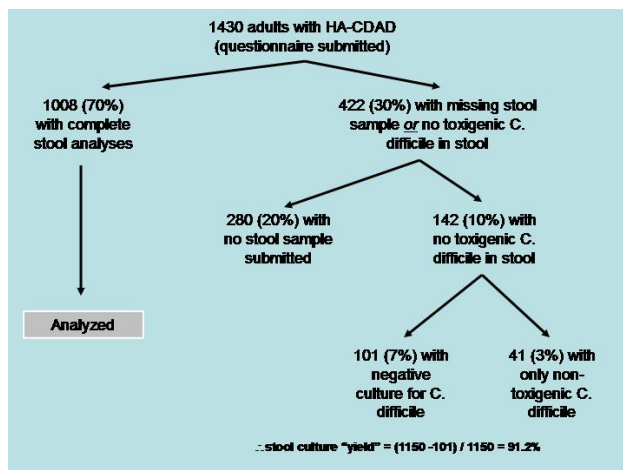 1430 adults with HA-CDAD
(questionnaire submitted)
1008 (70%)
with complete
stool analyses
422 (30%) with missing stool
sample or no toxigenic C.
difficile in stool
280 (20%) with
no stool sample
submitted
142 (10%) with
no toxigenic C.
difficile in stool
Analyzed
101 (7%) with
negative
culture for C.
difficile
41 (3%) with
only non-
toxigenic C.
difficile
∴stool culture "yield" = (1150 -101) / 1150 = 91.2%